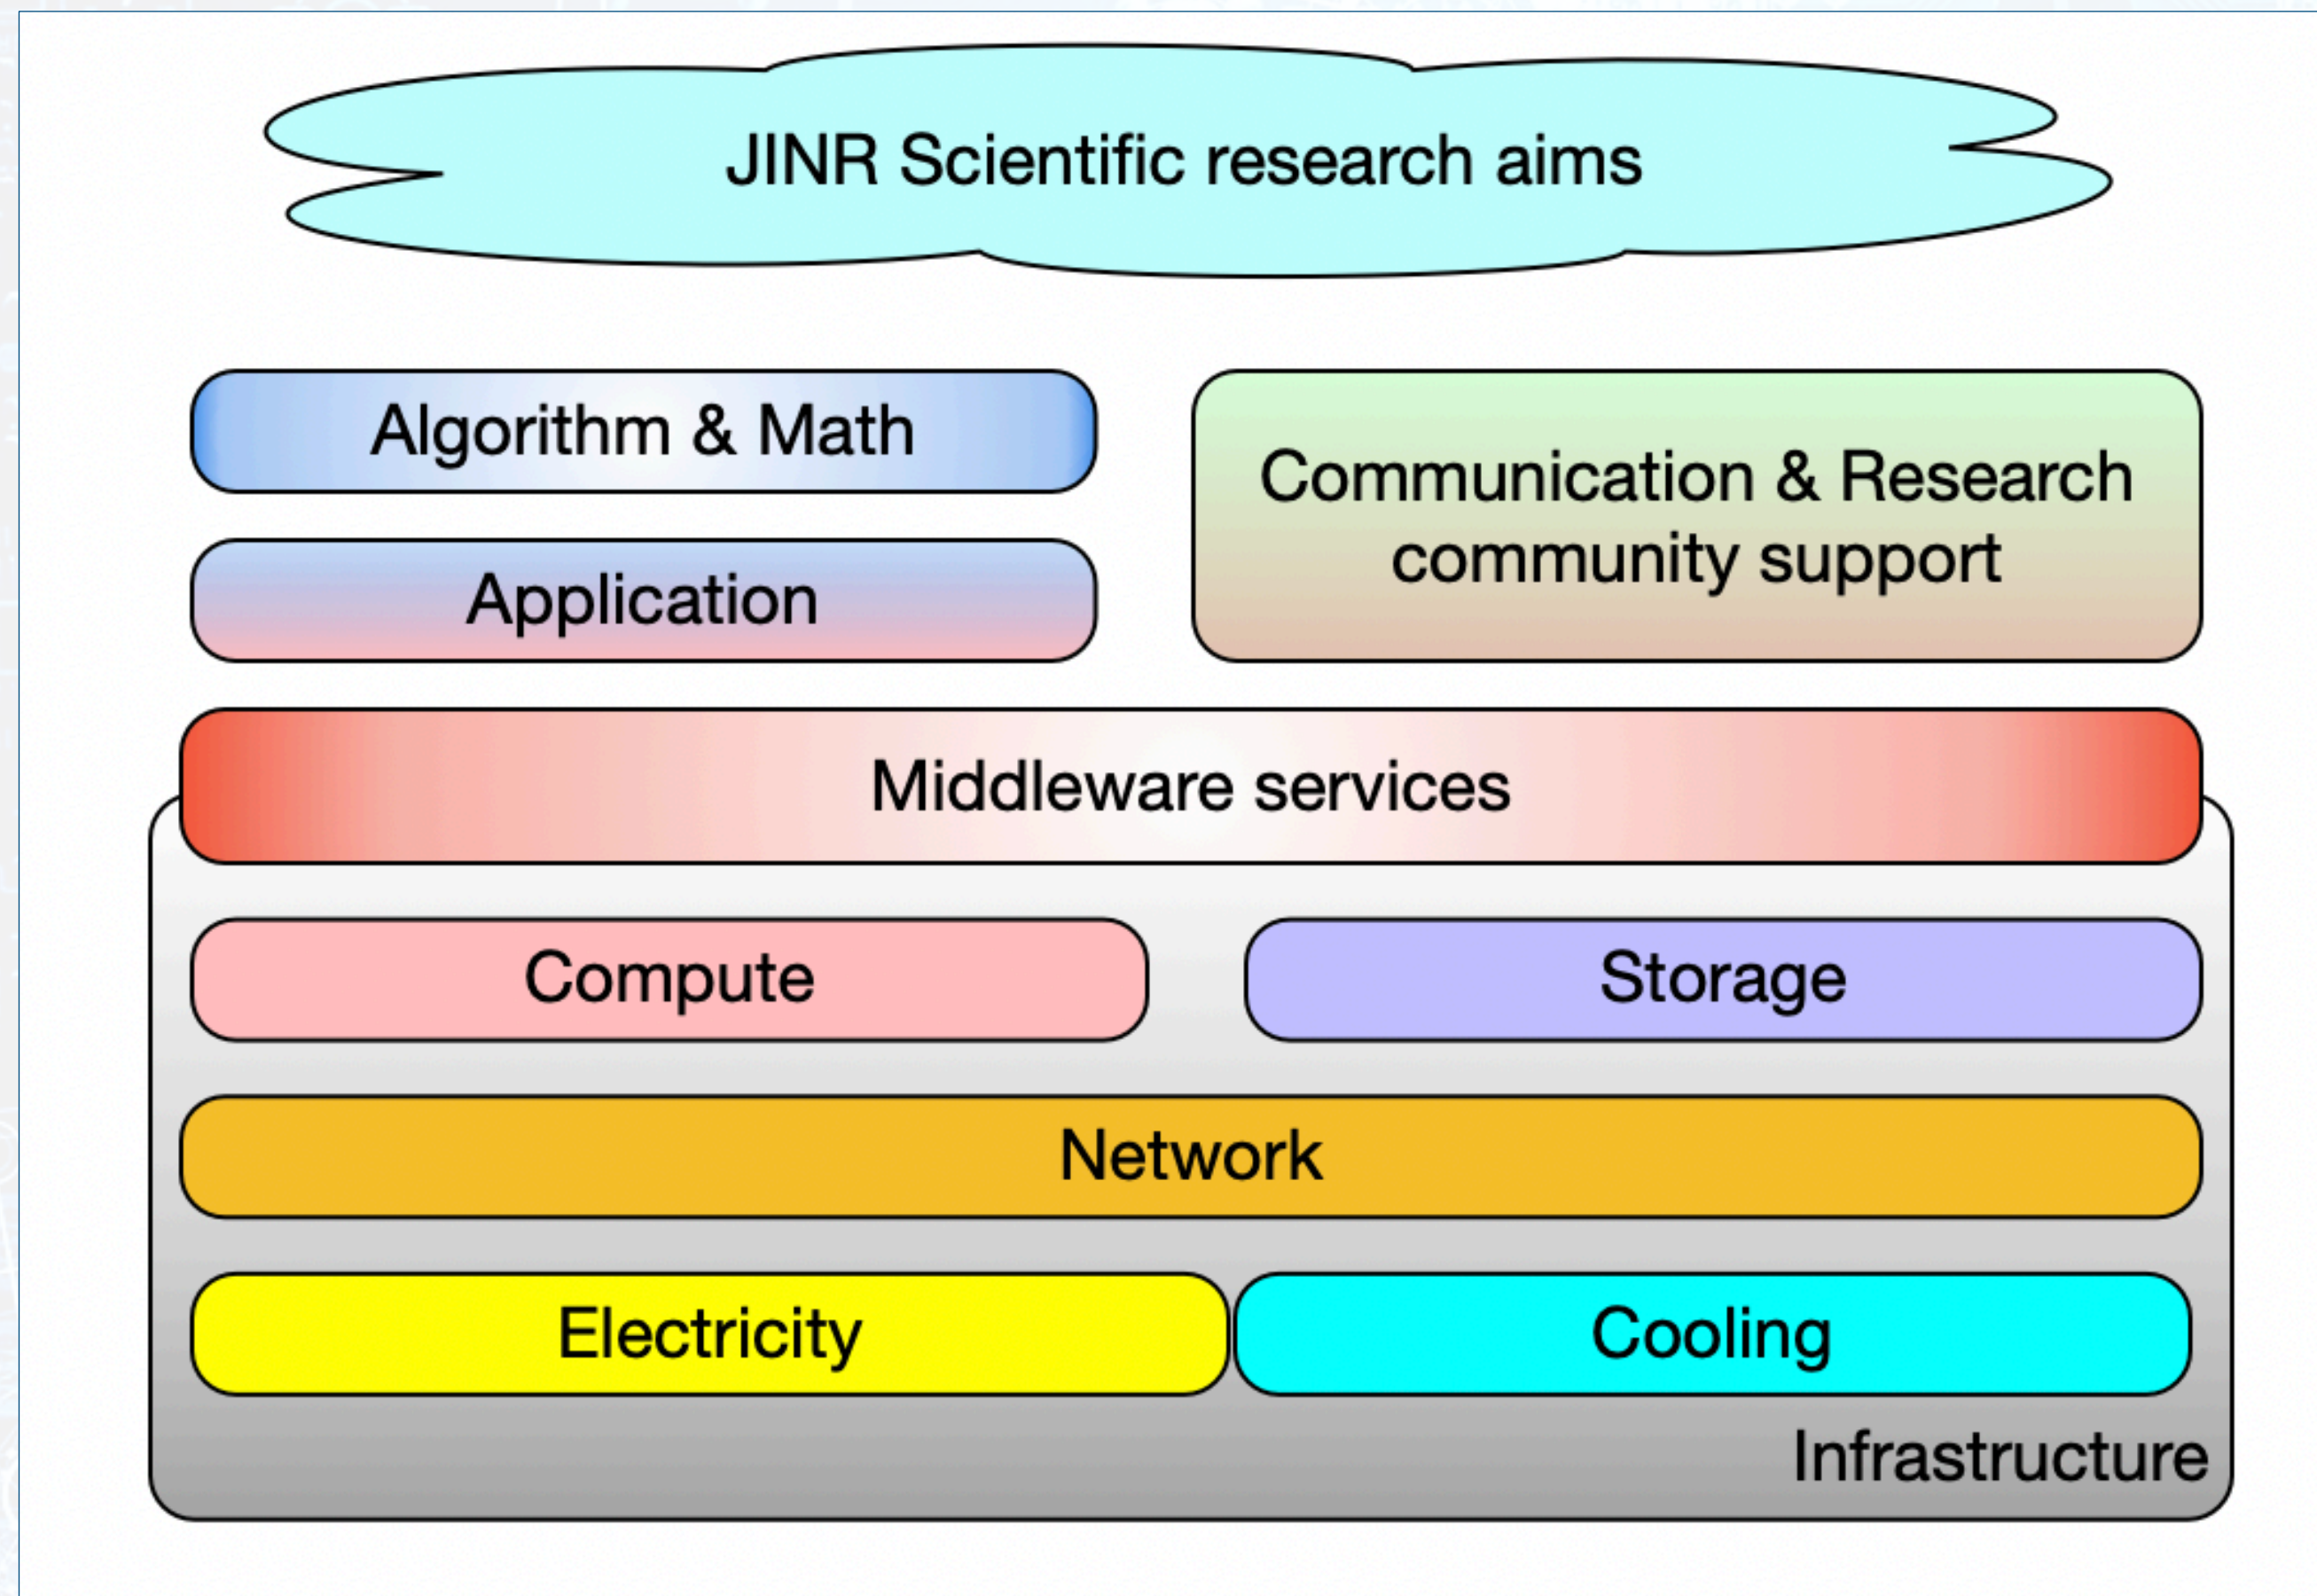 JINR Scientific research aims
Algorithm & Math
Communication & Research
community support
Application
Middleware services
Compute
Storage
Network
Electricity
Cooling
Infrastructure